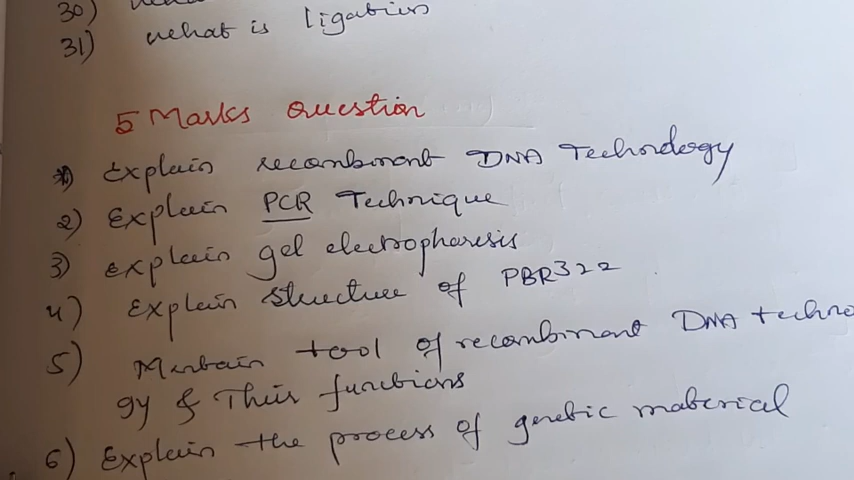 30)
31) what is ligation
5 Marks Question
1) Explain recombinant DNA Technology
2) Explain PCR Technique
3) Explain gel electropharesis
4) Explain structure of PBR322
5) tool of recombinant DNA techno
gy & Their functions
6) Explain the process of genetic material